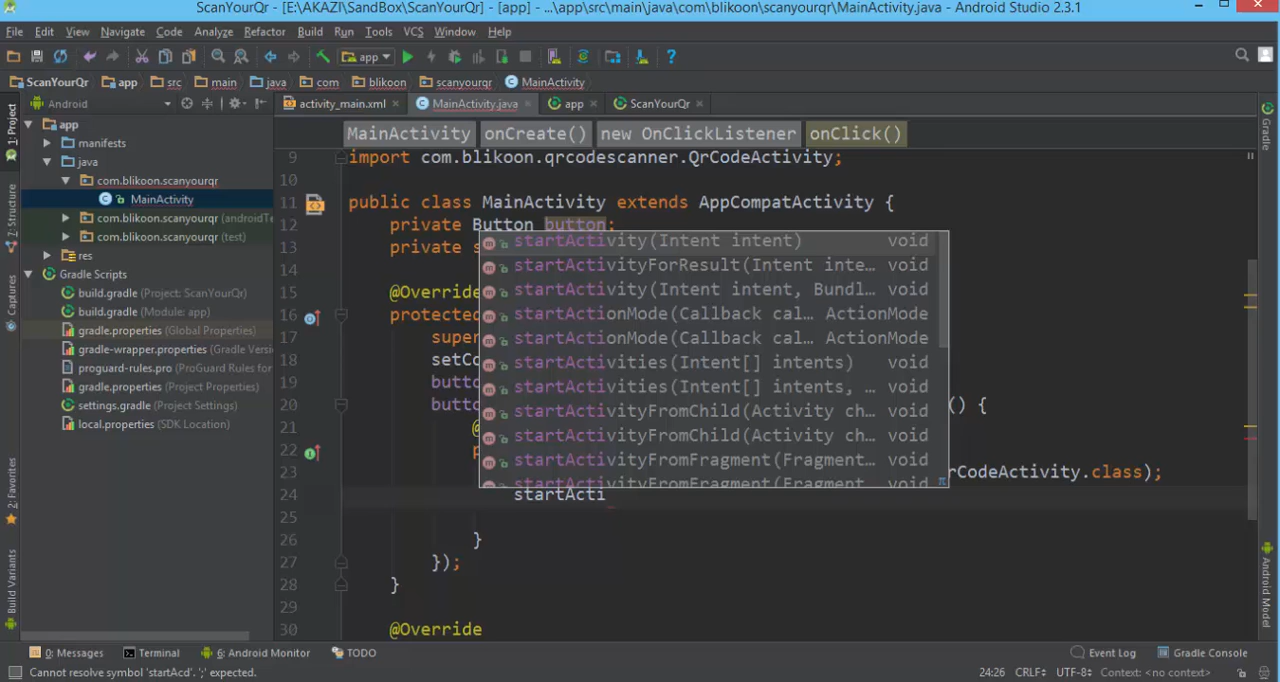 ScanYourQr - [E:\AKAZI\SandBox\ScanYourQr] - [app] - ...\app\src\main\java\com\blikoon\scanyourqr\MainActivity.java - Android Studio 2.3.1
File Edit View Navigate Code Analyze Refactor Build Run Tools VCS Window Help
app
ScanYourQr app src main java com blikoon scanyourqr MainActivity
Android activity_main.xml MainActivity.java app ScanYourQr
MainActivity onCreate() new OnClickListener onClick()
1: Project
Z: Structure
Captures
2: Favorites
Build Variants
app
manifests
java
com.blikoon.scanyourqr
MainActivity
com.blikoon.scanyourqr (androidTe
com.blikoon.scanyourqr (test)
res
Gradle Scripts
build.gradle (Project: ScanYourQr)
build.gradle (Module: app)
gradle.properties (Global Properties)
gradle-wrapper.properties (Gradle Versi
proguard-rules.pro (ProGuard Rules for
gradle.properties (Project Properties)
settings.gradle (Project Settings)
local.properties (SDK Location)
9 import com.blikoon.qrcodescanner.QrCodeActivity;
10
11 public class MainActivity extends AppCompatActivity {
12 private Button button;
13 private s
14
15 @Override
16 protected
17 super
18 setCo
19 butto
20 butto () {
21 @
22 p
23 rCodeActivity.class);
24 startActi
25
26 }
27 });
28 }
29
30 @Override
startActivity(Intent intent) void
startActivityForResult(Intent inte… void
startActivity(Intent intent, Bundl… void
startActionMode(Callback cal… ActionMode
startActionMode(Callback cal… ActionMode
startActivities(Intent[] intents) void
startActivities(Intent[] intents, … void
startActivityFromChild(Activity ch… void
startActivityFromChild(Activity ch… void
startActivityFromFragment(Fragment… void
startActivityFromFragment(Fragment… void
Gradle
Android Model
0: Messages Terminal 6: Android Monitor TODO Event Log Gradle Console
Cannot resolve symbol 'startAcd'. ';' expected. 24:26 CRLF UTF-8 Context: <no context>